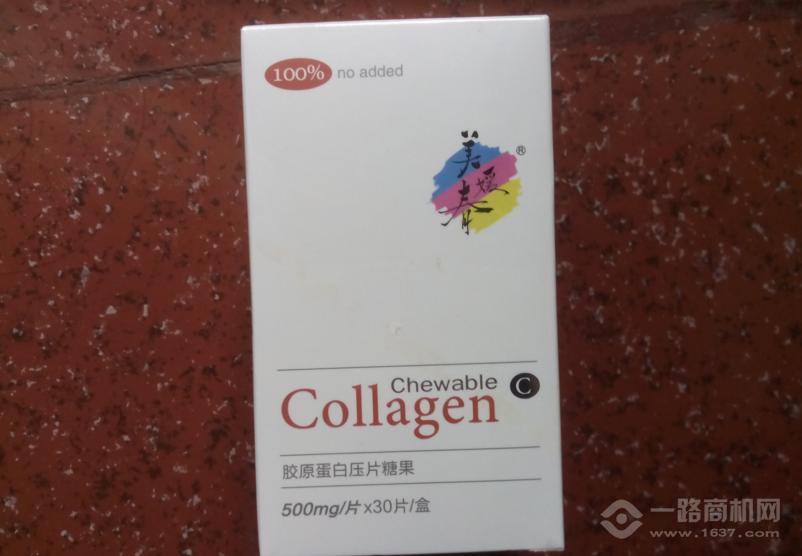 100% no added
美媛春®
Chewable
Collagen C
胶原蛋白压片糖果
500mg/片 x30片/盒
一路商机网
www.1637.com